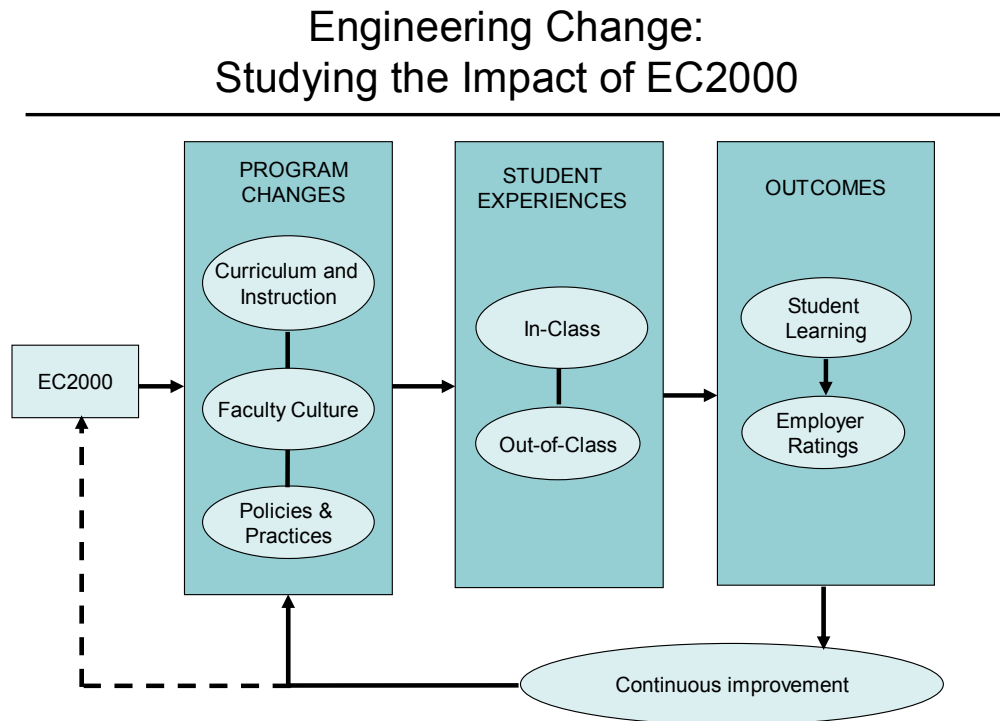 Engineering Change:
Studying the Impact of EC2000
PROGRAM
CHANGES
Curriculum and
Instruction
Faculty Culture
Policies &
Practices
STUDENT
EXPERIENCES
In-Class
Out-of-Class
OUTCOMES
Student
Learning
Employer
Ratings
EC2000
Continuous improvement